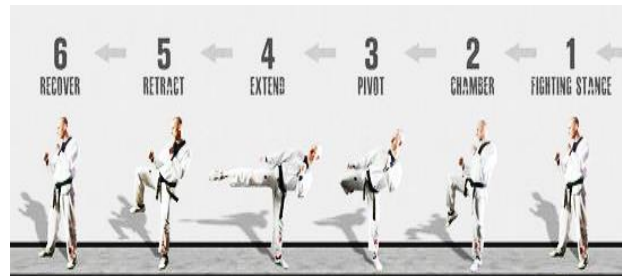 6 5 4 3 2 1
RECOVER RETRACT EXTEND PIVOT CHAMBER FIGHTING STANCE